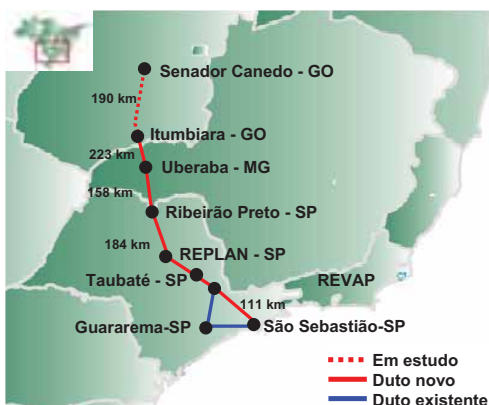 Senador Canedo - GO
190 km
Itumbiara - GO
223 km
Uberaba - MG
158 km
Ribeirão Preto - SP
184 km
REPLAN - SP
Taubaté - SP
REVAP
111 km
Guararema-SP
São Sebastião-SP
Em estudo
Duto novo
Duto existente